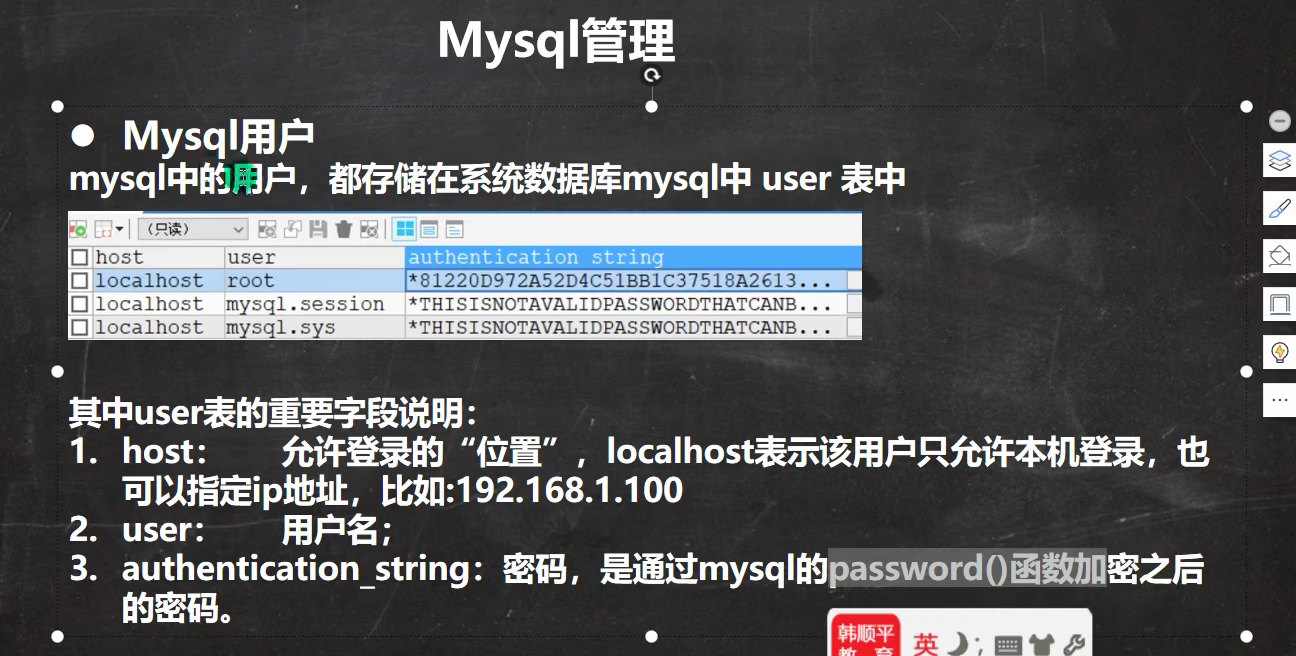 Mysql管理
● Mysql用户
mysql中的用户，都存储在系统数据库mysql中 user 表中
（只读）
host user authentication string
localhost root *81220D972A52D4C51BB1C37518A2613...
localhost mysql.session *THISISNOTAVALIDPASSWORDTHATCANB...
localhost mysql.sys *THISISNOTAVALIDPASSWORDTHATCANB...
其中user表的重要字段说明：
1. host： 允许登录的“位置”，localhost表示该用户只允许本机登录，也
可以指定ip地址，比如:192.168.1.100
2. user： 用户名；
3. authentication_string：密码，是通过mysql的password()函数加密之后
的密码。
韩顺平
教 育
英